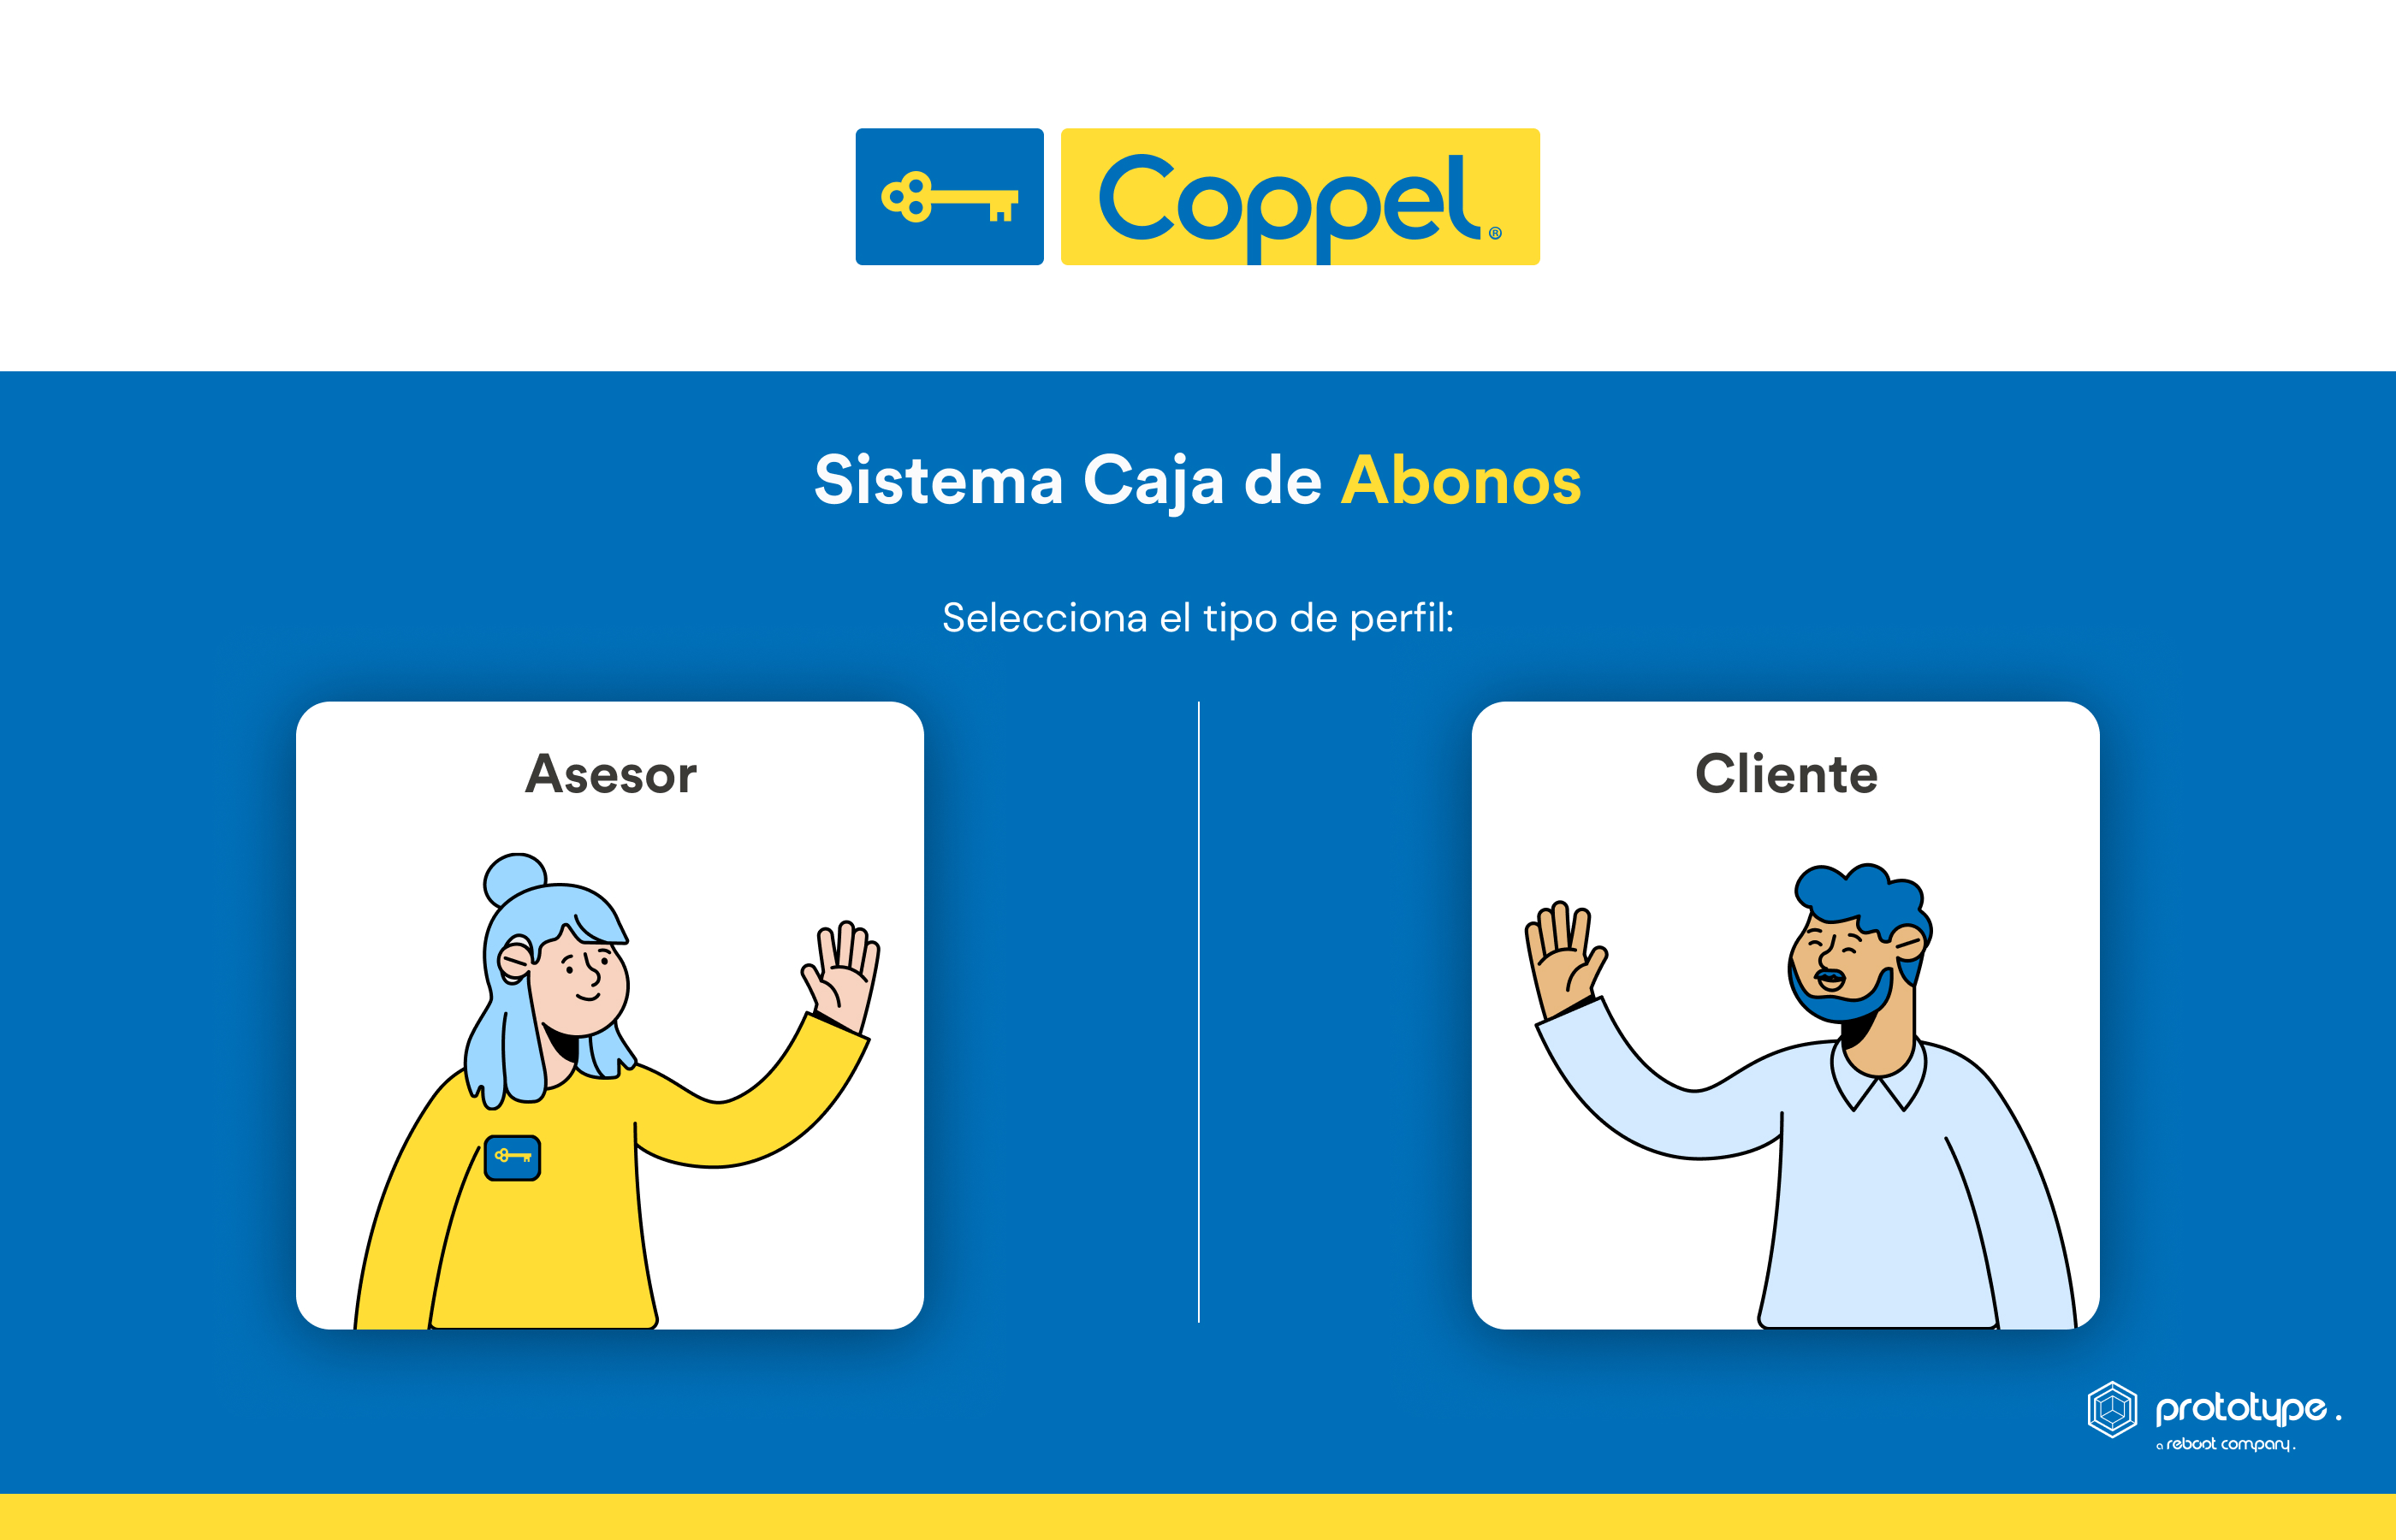 Coppel®
Sistema Caja de Abonos
Selecciona el tipo de perfil:
Asesor
Cliente
prototype.
a reboot company.